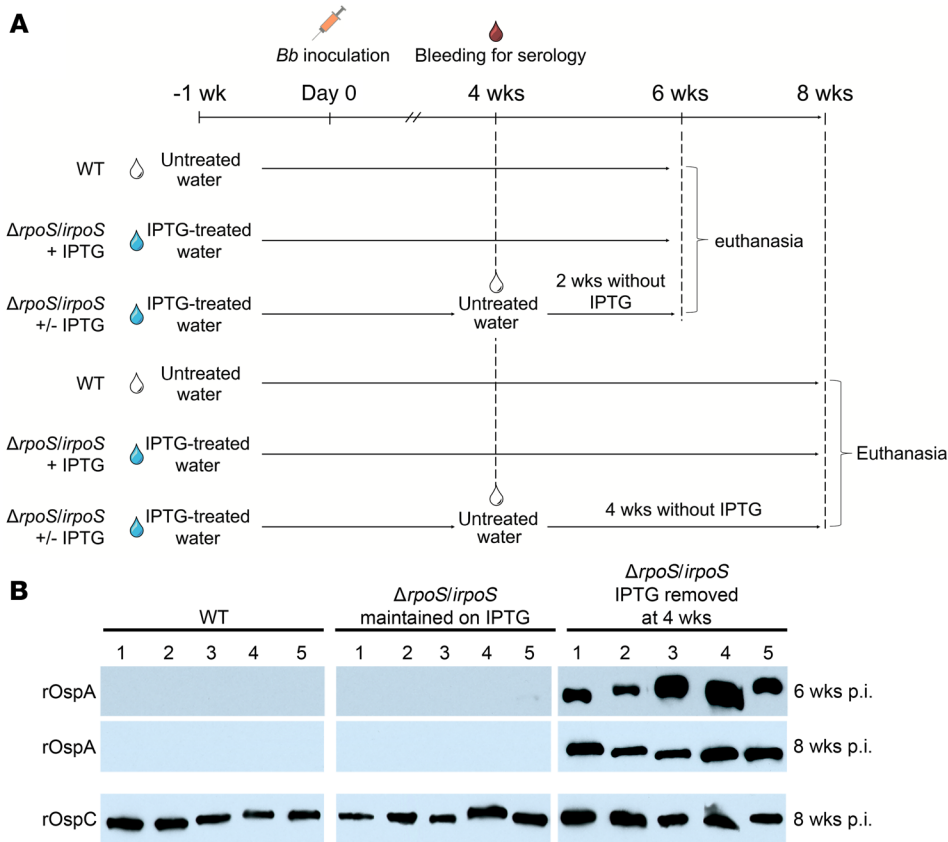 A
Bb inoculation
Bleeding for serology
-1 wk
Day 0
4 wks
6 wks
8 wks
WT
Untreated
water
ΔrpoS/irpoS
+ IPTG
IPTG-treated
water
euthanasia
ΔrpoS/irpoS
+/- IPTG
IPTG-treated
water
Untreated
water
2 wks without
IPTG
WT
Untreated
water
ΔrpoS/irpoS
+ IPTG
IPTG-treated
water
Euthanasia
ΔrpoS/irpoS
+/- IPTG
IPTG-treated
water
Untreated
water
4 wks without IPTG
B
WT
ΔrpoS/irpoS
maintained on IPTG
ΔrpoS/irpoS
IPTG removed
at 4 wks
1 2 3 4 5 1 2 3 4 5 1 2 3 4 5
rOspA 6 wks p.i.
rOspA 8 wks p.i.
rOspC 8 wks p.i.